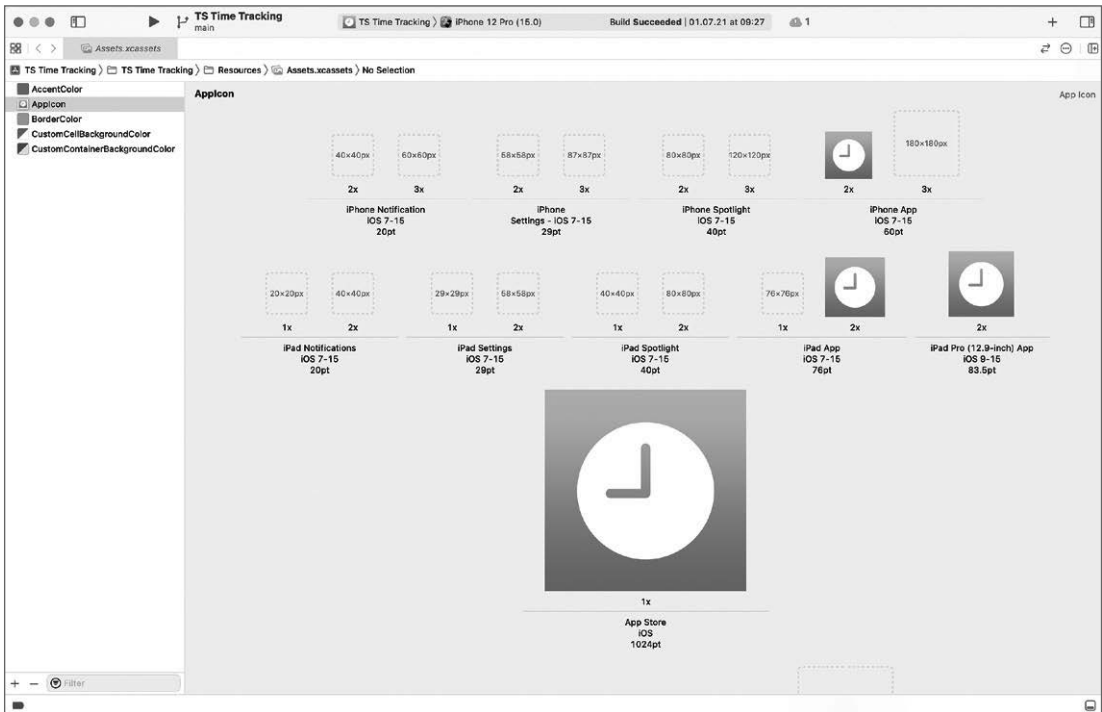 TS Time Tracking
main
TS Time Tracking 〉 iPhone 12 Pro (15.0)
Build Succeeded | 01.07.21 at 09:27
1
Assets.xcassets
TS Time Tracking 〉 TS Time Tracking 〉 Resources 〉 Assets.xcassets 〉 No Selection
AccentColor
AppIcon
BorderColor
CustomCellBackgroundColor
CustomContainerBackgroundColor
AppIcon
App Icon
40×40px 60×60px 58×58px 87×87px 80×80px 120×120px 180×180px
2x 3x 2x 3x 2x 3x 2x 3x
iPhone Notification
iOS 7-15
20pt
iPhone
Settings - iOS 7-15
29pt
iPhone Spotlight
iOS 7-15
40pt
iPhone App
iOS 7-15
60pt
20×20px 40×40px 29×29px 58×58px 40×40px 80×80px 76×76px
1x 2x 1x 2x 1x 2x 1x 2x 2x
iPad Notifications
iOS 7-15
20pt
iPad Settings
iOS 7-15
29pt
iPad Spotlight
iOS 7-15
40pt
iPad App
iOS 7-15
76pt
iPad Pro (12.9-inch) App
iOS 9-15
83.5pt
1x
App Store
iOS
1024pt
Filter